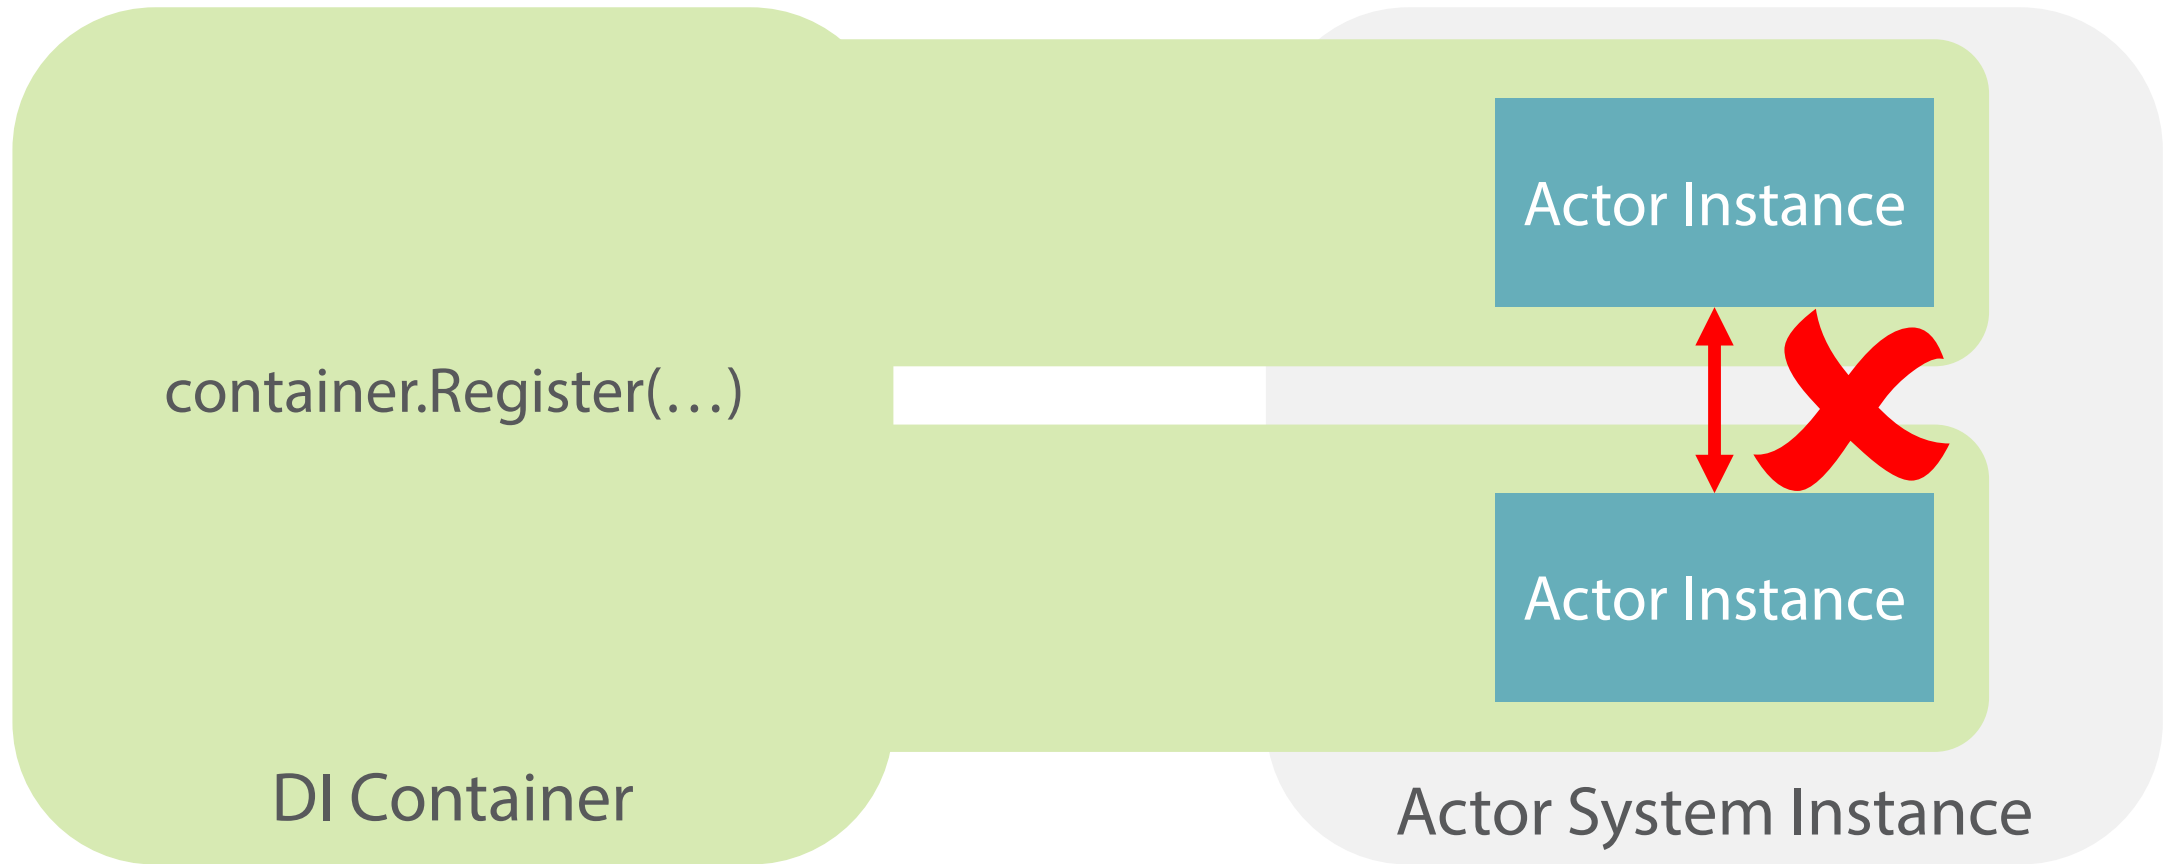 Actor Instance
container.Register(…)
Actor Instance
DI Container
Actor System Instance